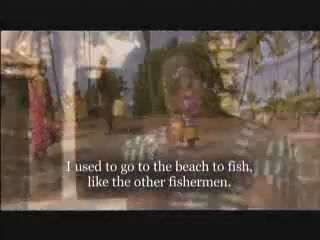 I used to go to the beach to fish,
like the other fishermen.